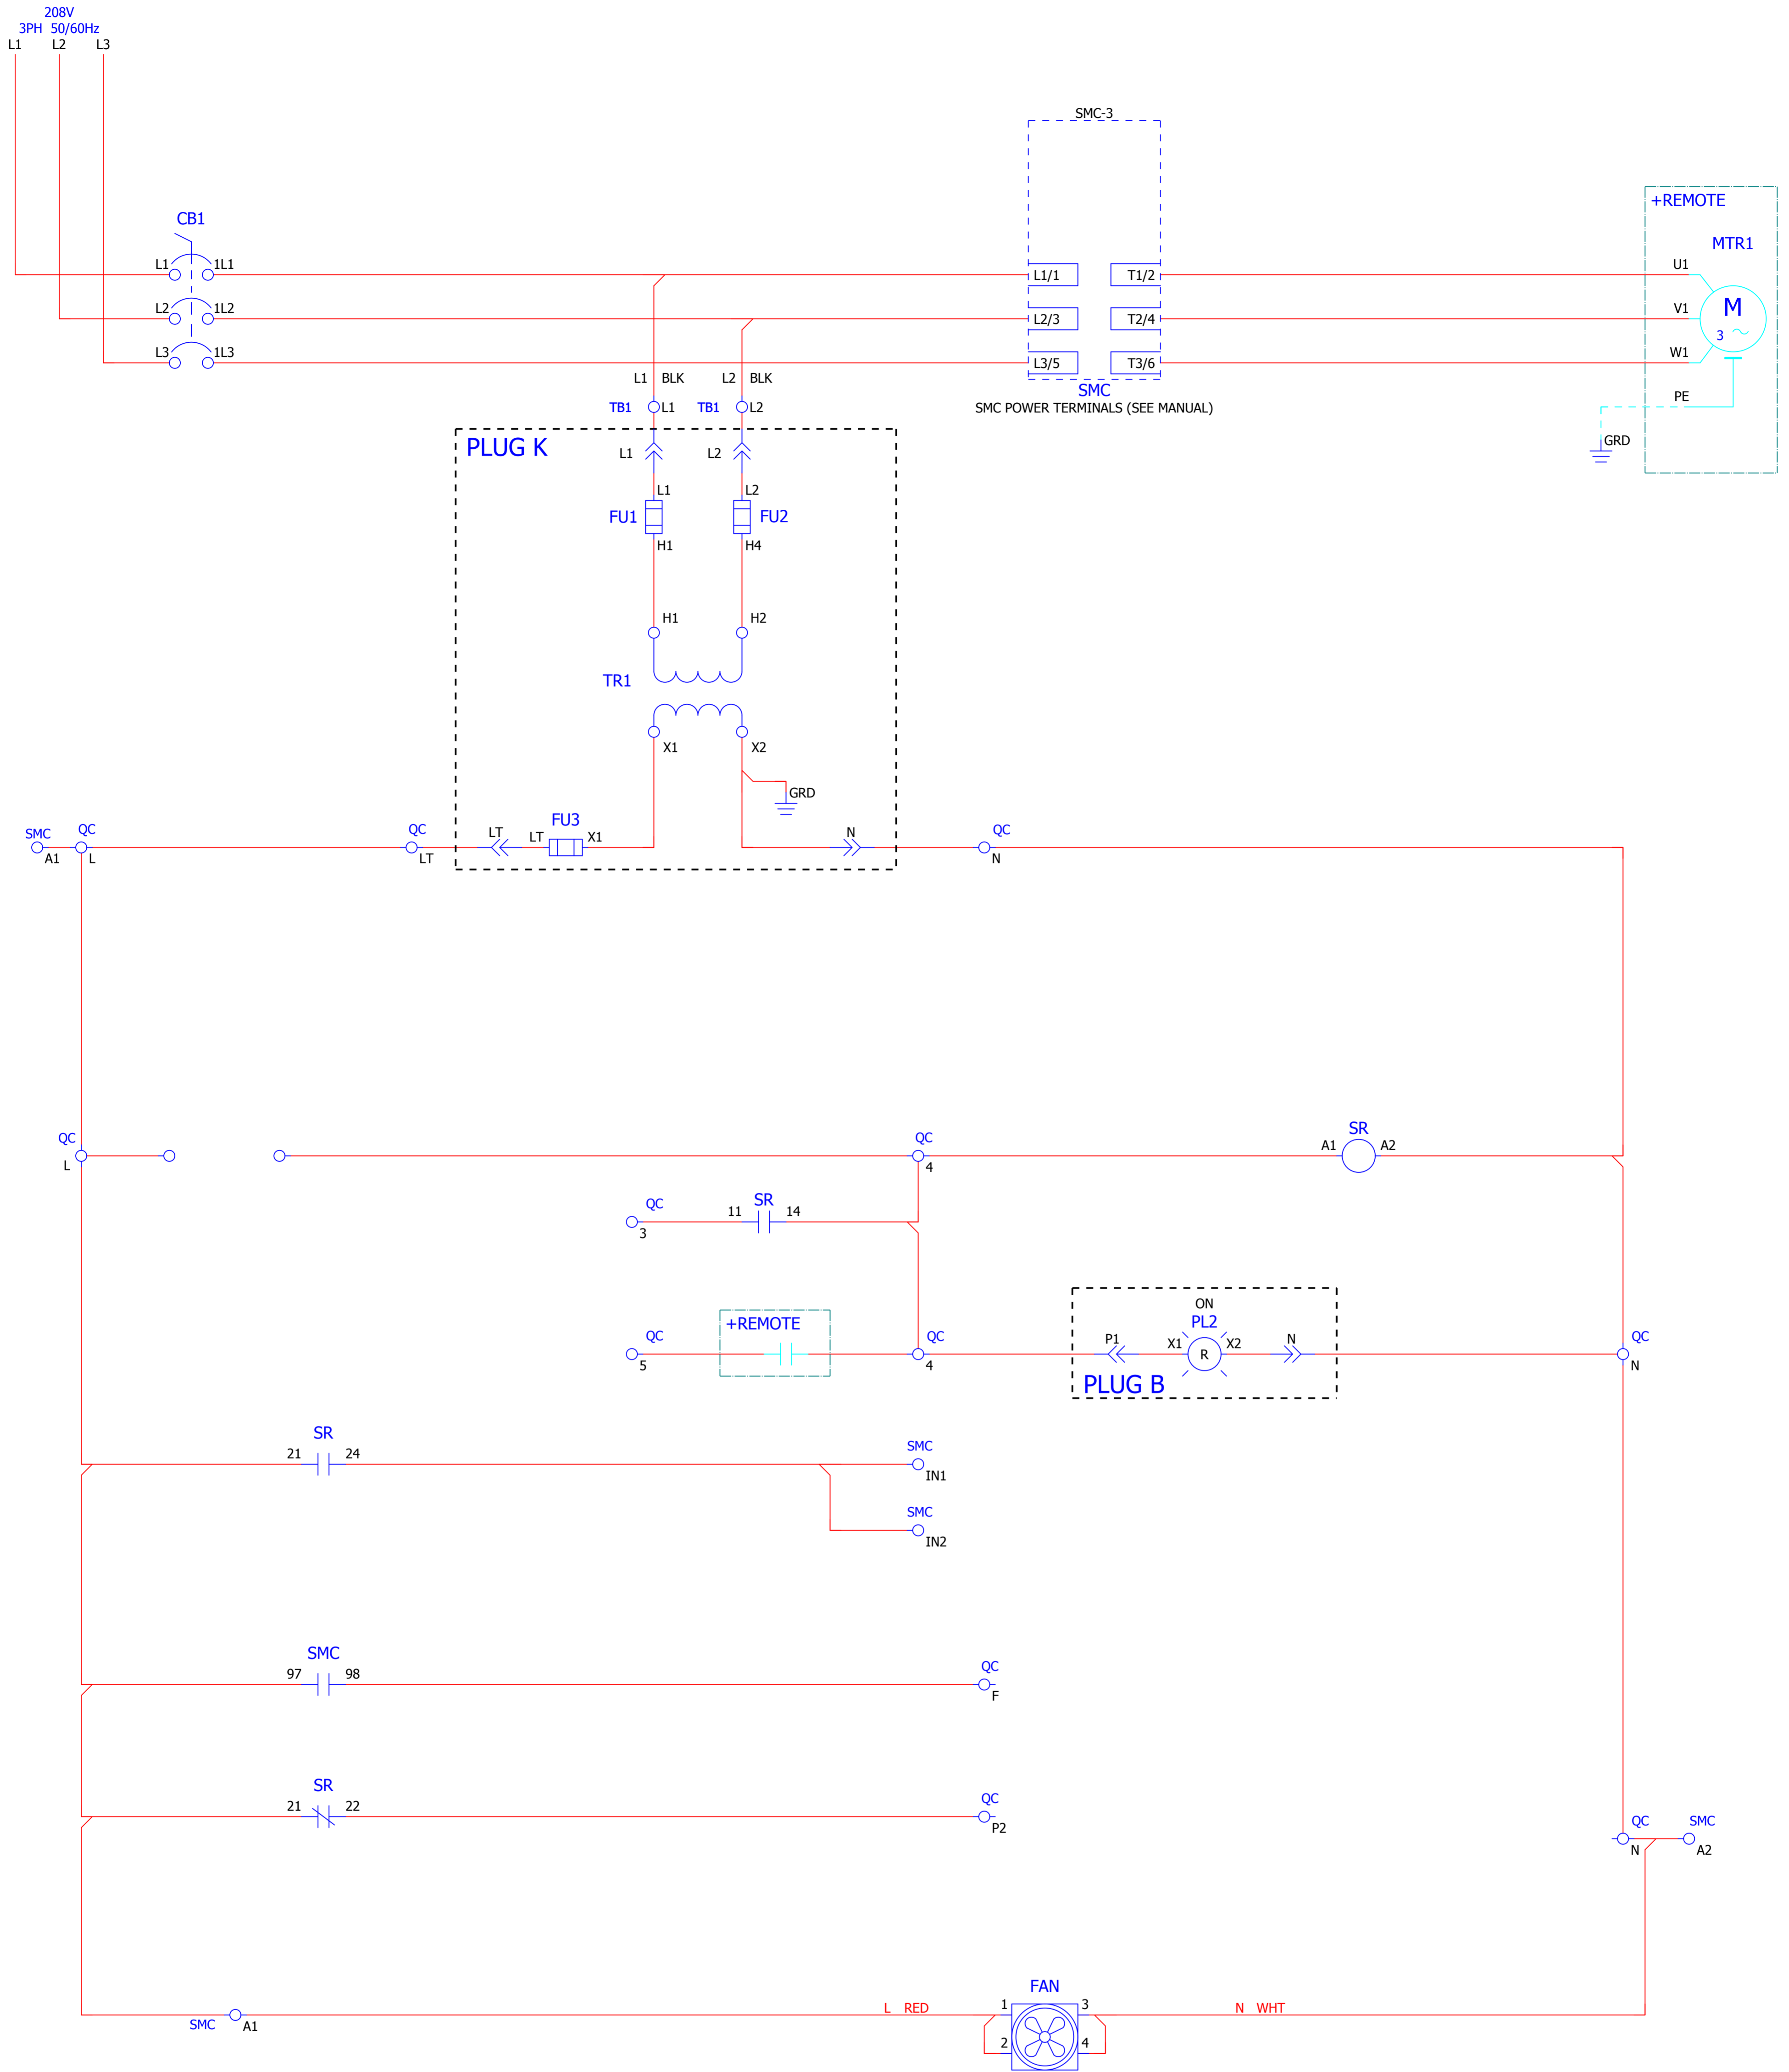 208V
3PH 50/60Hz
L1 L2 L3
SMC-3
+REMOTE
CB1
MTR1
L1 1L1 L1/1 T1/2 U1
L2 1L2 L2/3 T2/4 V1 M
3
L3 1L3 L3/5 T3/6 W1
L1 BLK L2 BLK
SMC
PE
TB1 L1 TB1 L2
SMC POWER TERMINALS (SEE MANUAL)
GRD
PLUG K
L1 L2
L1 L2
FU1 FU2
H1 H4
H1 H2
TR1
X1 X2
GRD
FU3
SMC QC QC LT LT X1 N QC
A1 L LT N
QC QC SR
A1 A2
L 4
QC 11 SR 14
3
ON
+REMOTE PL2
QC QC P1 X1 R X2 N QC
5 4 N
PLUG B
SR
21 24 SMC
IN1
SMC
IN2
SMC
97 98 QC
F
SR
21 22 QC
P2
QC SMC
N A2
FAN
L RED 1 3 N WHT
SMC A1
2 4